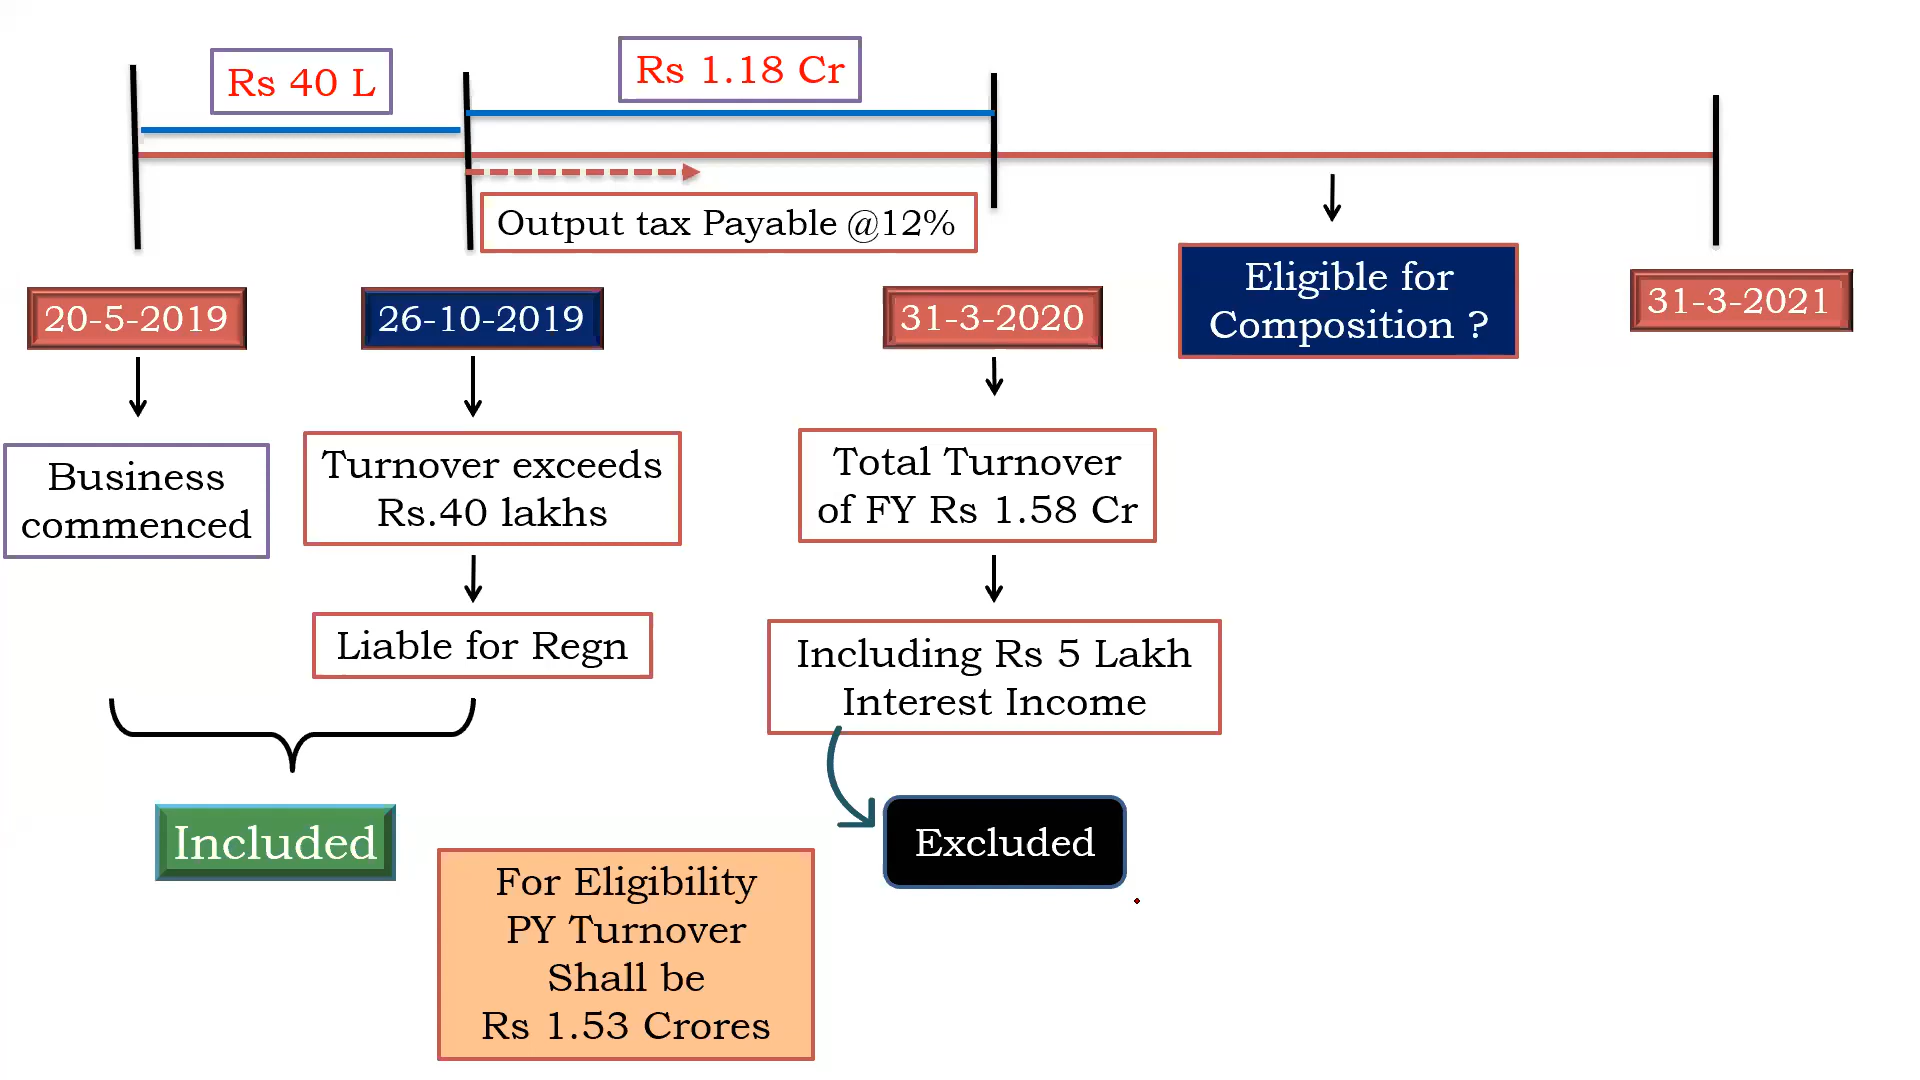 Rs 40 L
Rs 1.18 Cr
Output tax Payable @12%
20-5-2019
26-10-2019
31-3-2020
Eligible for
Composition ?
31-3-2021
Business
commenced
Turnover exceeds
Rs.40 lakhs
Total Turnover
of FY Rs 1.58 Cr
Liable for Regn
Including Rs 5 Lakh
Interest Income
Included
Excluded
For Eligibility
PY Turnover
Shall be
Rs 1.53 Crores